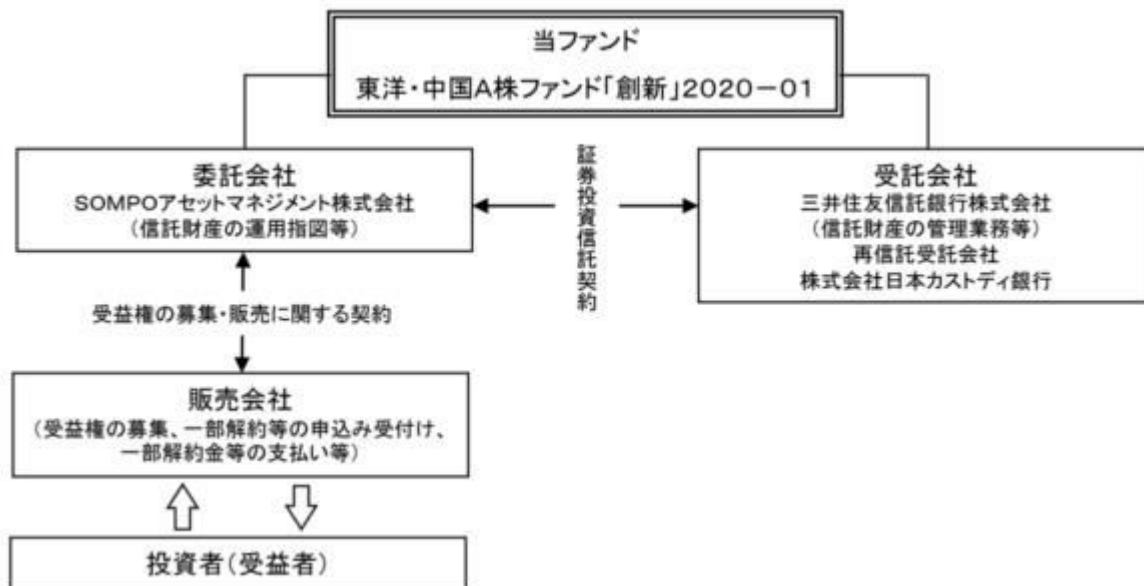 当ファンド
東洋・中国A株ファンド「創新」2020－01
委託会社
SOMPOアセットマネジメント株式会社
(信託財産の運用指図等)
証券投資信託契約
受託会社
三井住友信託銀行株式会社
(信託財産の管理業務等)
再信託受託会社
株式会社日本カストディ銀行
受益権の募集・販売に関する契約
販売会社
(受益権の募集、一部解約等の申込み受付け、
一部解約金等の支払い等)
投資者(受益者)